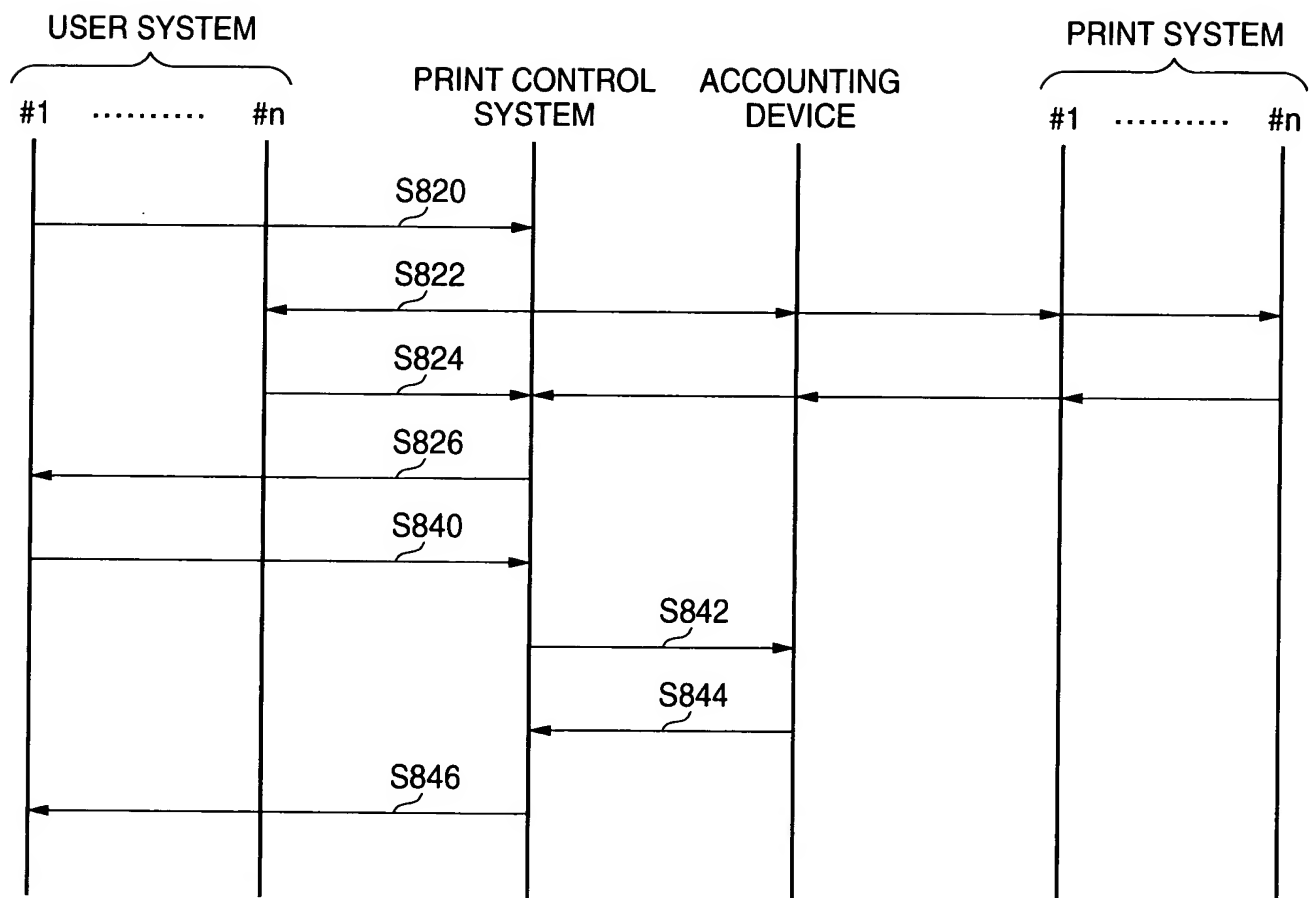 USER SYSTEM
PRINT SYSTEM
PRINT CONTROL
SYSTEM
ACCOUNTING
DEVICE
#1 .......... #n
#1 .......... #n
S820
S822
S824
S826
S840
S842
S844
S846